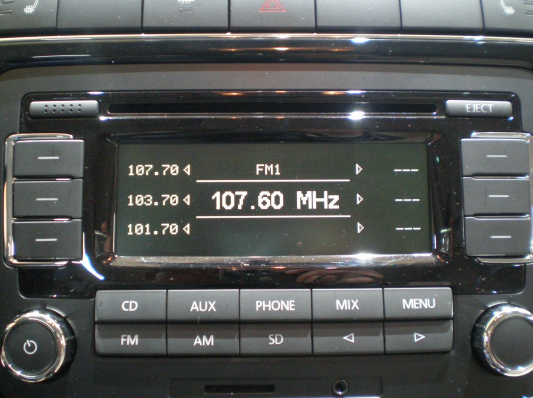 EJECT
107.70 FM1 ---
103.70 107.60 MHz ---
101.70 ---
CD AUX PHONE MIX MENU
FM AM SD